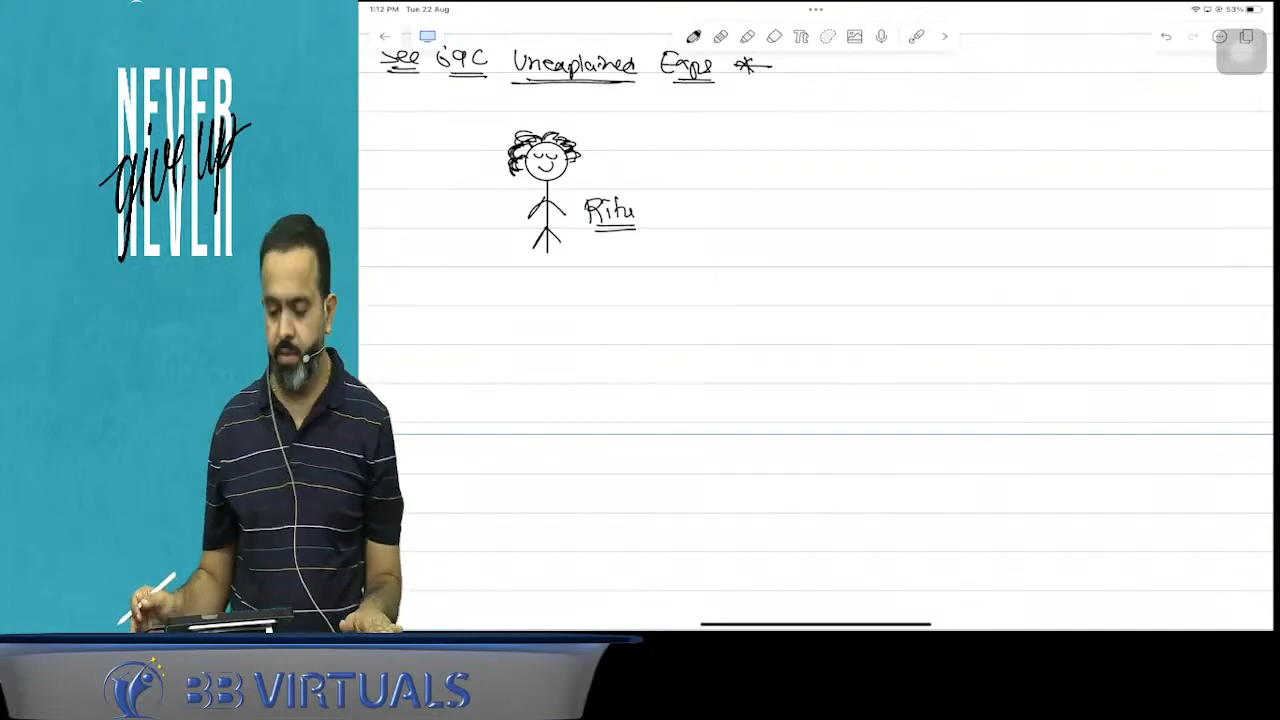 1:12 PM Tue 22 Aug
53%
See 69C Unexplained Exps *
NEVER
give up
NEVER
Ritu
BB VIRTUALS